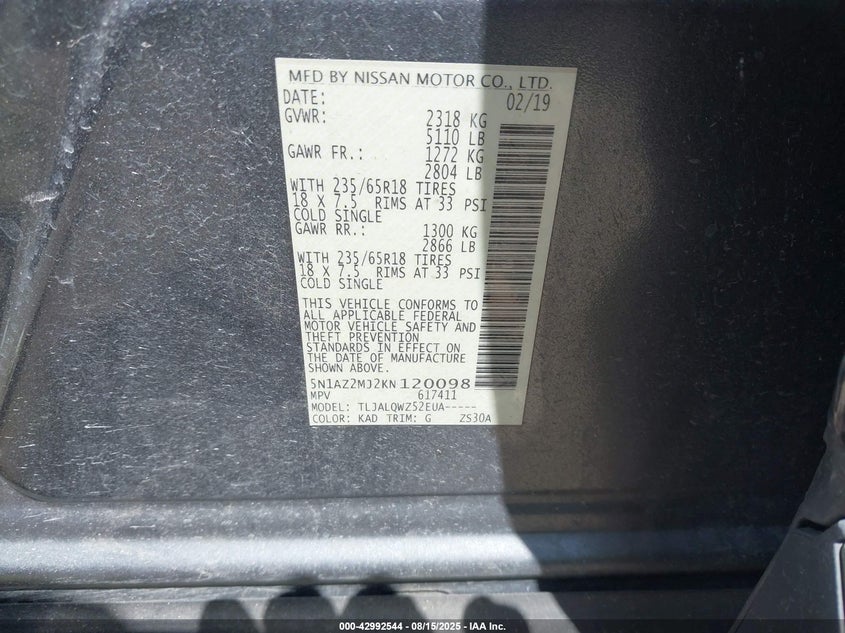 MFD BY NISSAN MOTOR CO., LTD.
DATE: 02/19
GVWR: 2318 KG
5110 LB
GAWR FR.: 1272 KG
2804 LB
WITH 235/65R18 TIRES
18 X 7.5 RIMS AT 33 PSI
COLD SINGLE
GAWR RR.: 1300 KG
2866 LB
WITH 235/65R18 TIRES
18 X 7.5 RIMS AT 33 PSI
COLD SINGLE
THIS VEHICLE CONFORMS TO
ALL APPLICABLE FEDERAL
MOTOR VEHICLE SAFETY AND
THEFT PREVENTION
STANDARDS IN EFFECT ON
THE DATE OF MANUFACTURE
SHOWN ABOVE.
5N1AZ2MJ2KN120098
MPV 617411
MODEL: TLJALQWZ52EUA-----
COLOR: KAD TRIM: G ZS30A
000-42992544 - 08/15/2025 - IAA Inc.